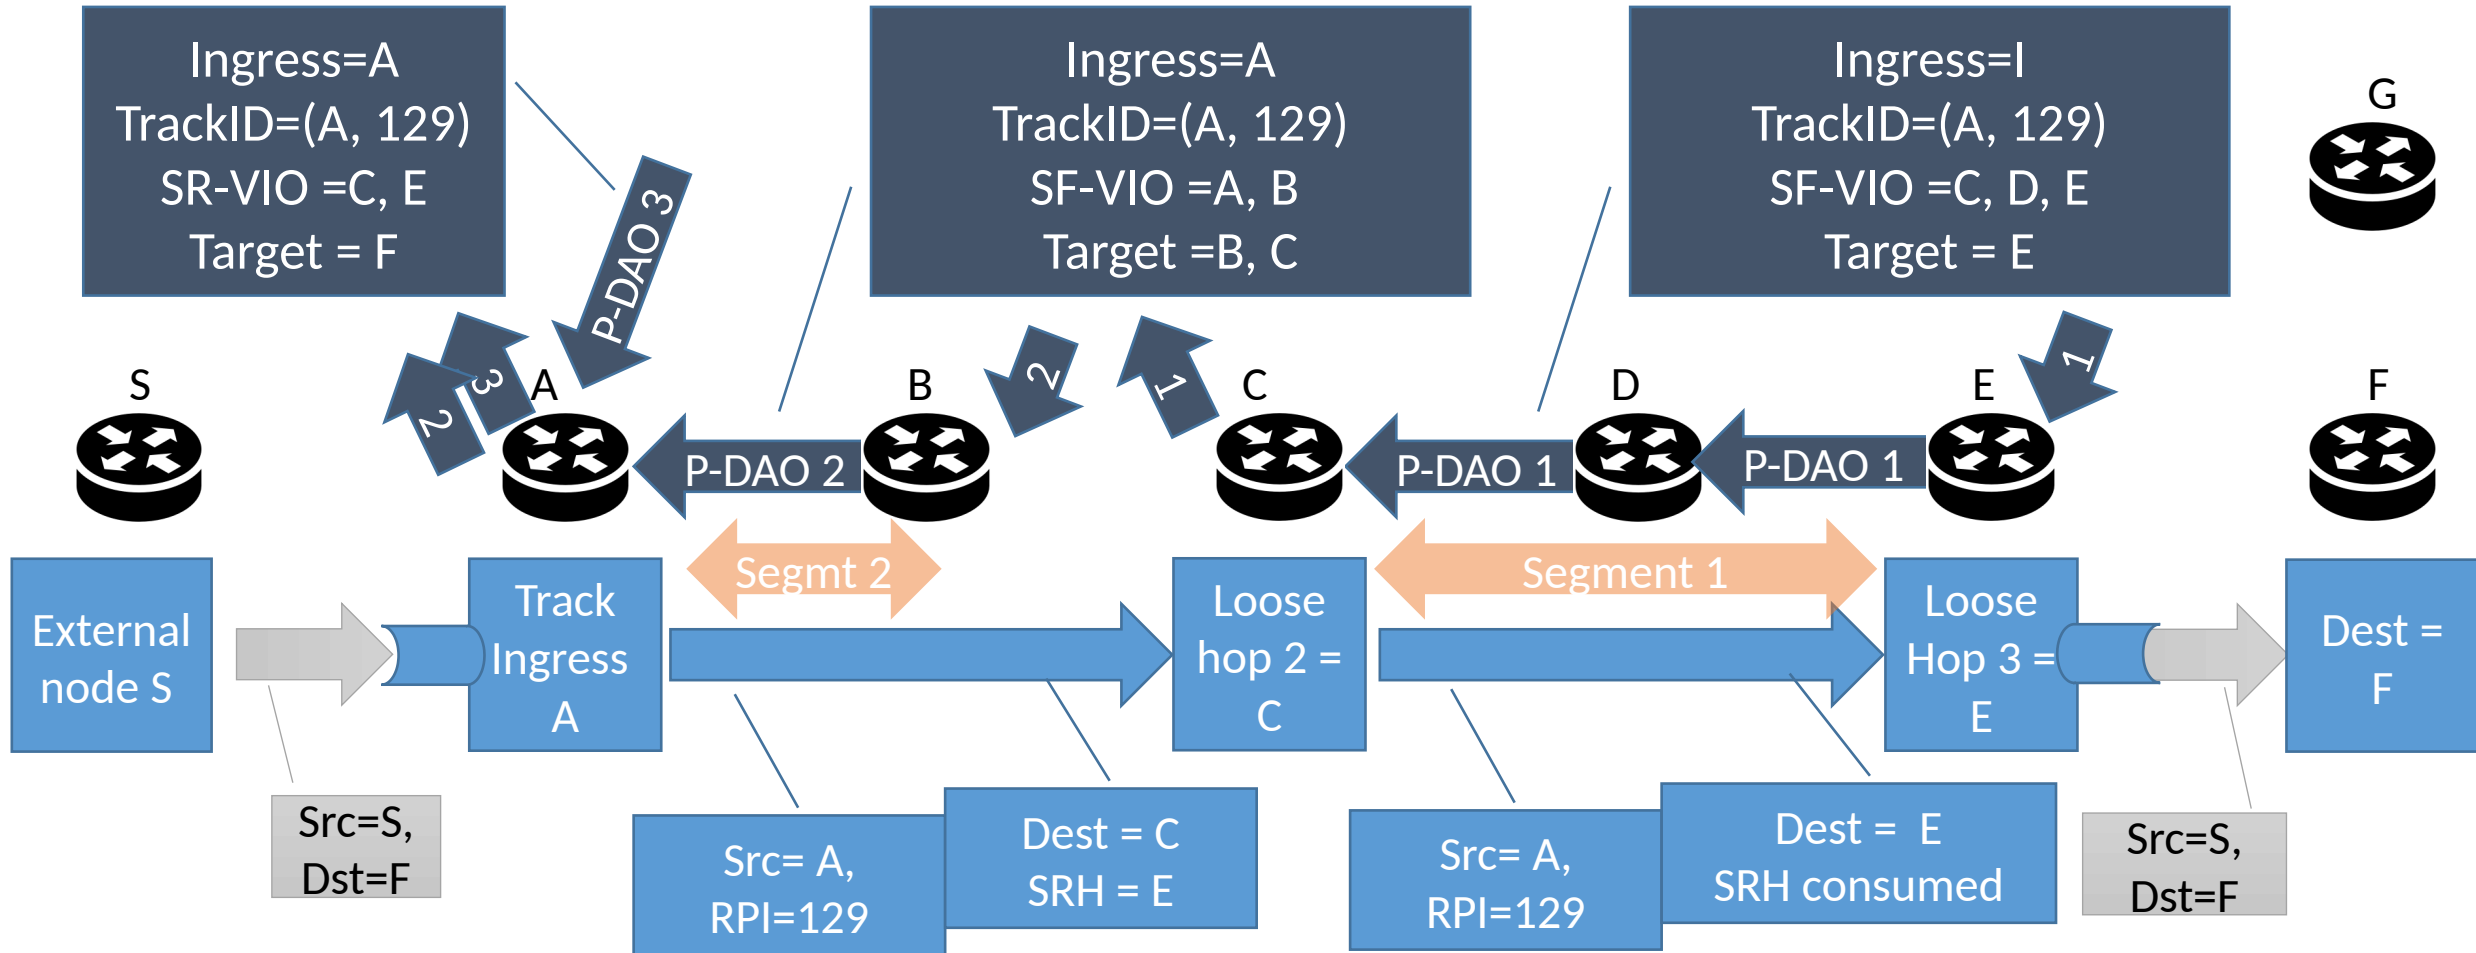 Ingress=A
TrackID=(A, 129)
SR-VIO =C, E
Target = F
Ingress=A
TrackID=(A, 129)
SF-VIO =A, B
Target =B, C
Ingress=I
TrackID=(A, 129)
SF-VIO =C, D, E
Target = E
G
P-DAO 3
3
2
2
1
1
S
A
B
C
D
E
F
P-DAO 2
P-DAO 1
P-DAO 1
Segmt 2
Segment 1
External
node S
Track
Ingress
A
Loose
hop 2 =
C
Loose
Hop 3 =
E
Dest =
F
Src=S,
Dst=F
Src= A,
RPI=129
Dest = C
SRH = E
Src= A,
RPI=129
Dest =  E
SRH consumed
Src=S,
Dst=F